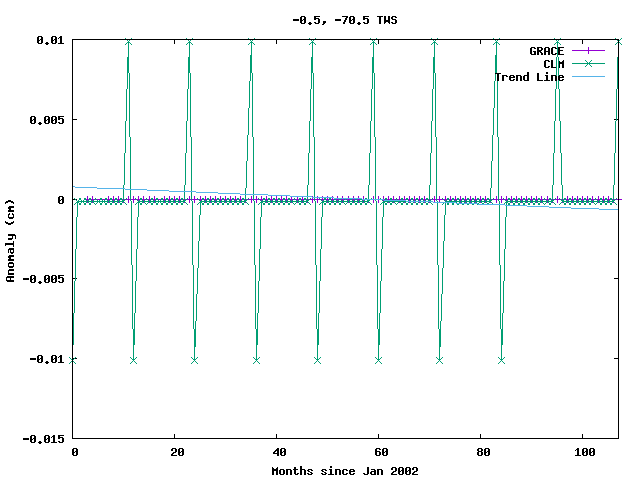 -0.5, -70.5 TWS
0.01
0.005
0
-0.005
-0.01
-0.015
Anomaly (cm)
GRACE
CLM
Trend Line
0 20 40 60 80 100
Months since Jan 2002